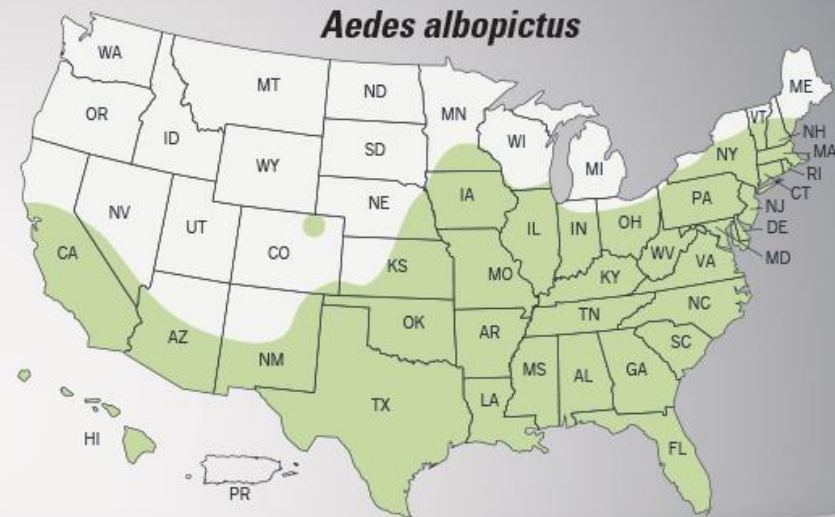 Aedes albopictus
WA
MT
ND
MN
ME
VT
NH
MA
RI
CT
OR
ID
WY
SD
WI
MI
NY
NV
UT
CO
NE
IA
PA
NJ
DE
MD
CA
KS
MO
IL
IN
OH
WV
VA
KY
AZ
NM
OK
AR
TN
NC
SC
TX
LA
MS
AL
GA
FL
HI
PR